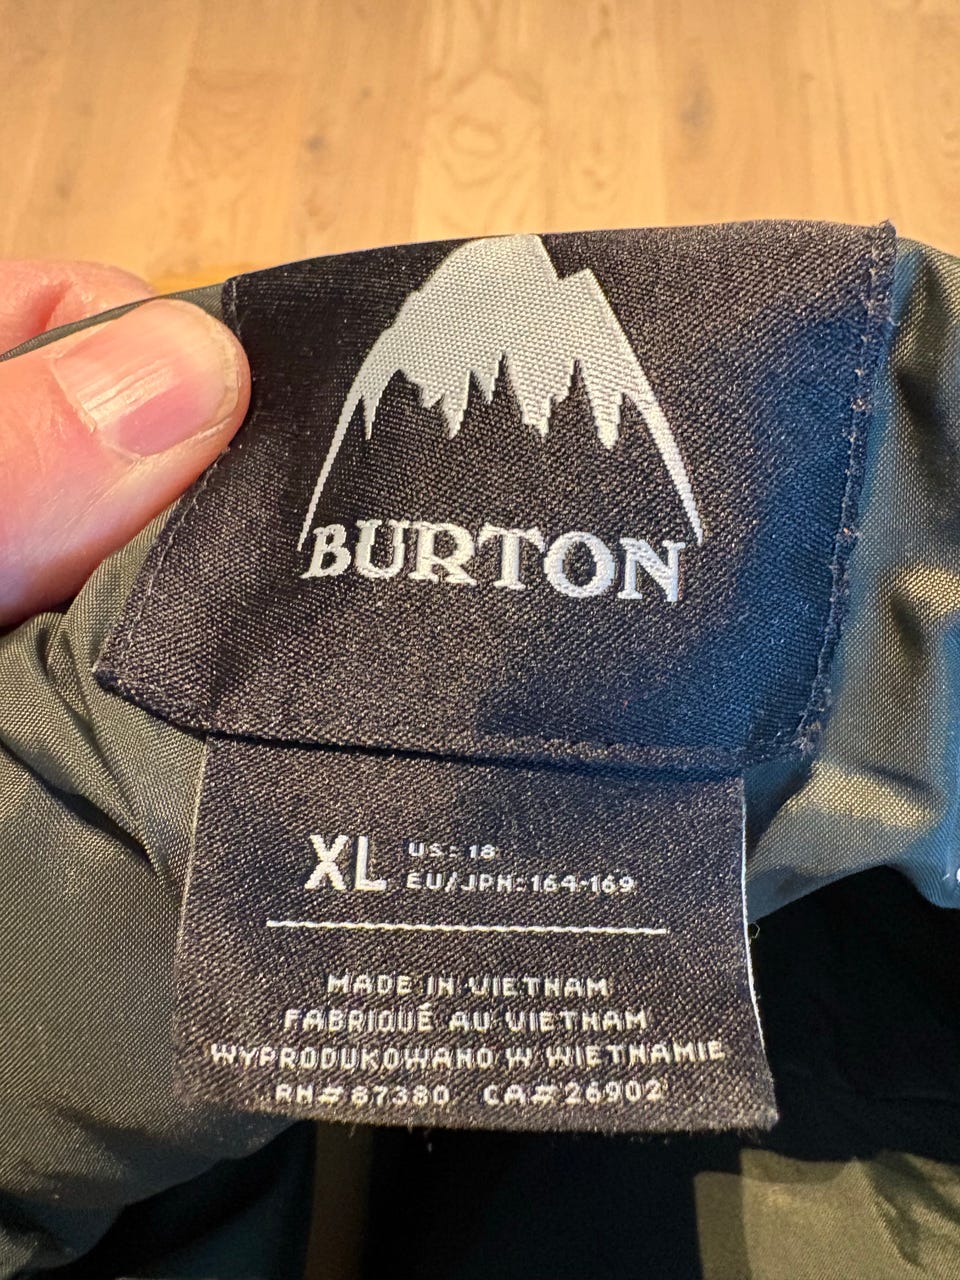 BURTON
XL US: 18
EU/JPN: 164-169
MADE IN VIETNAM
FABRIQUÉ AU VIETNAM
WYPRODUKOWANO W WIETNAMIE
RN# 87380 CA# 26902